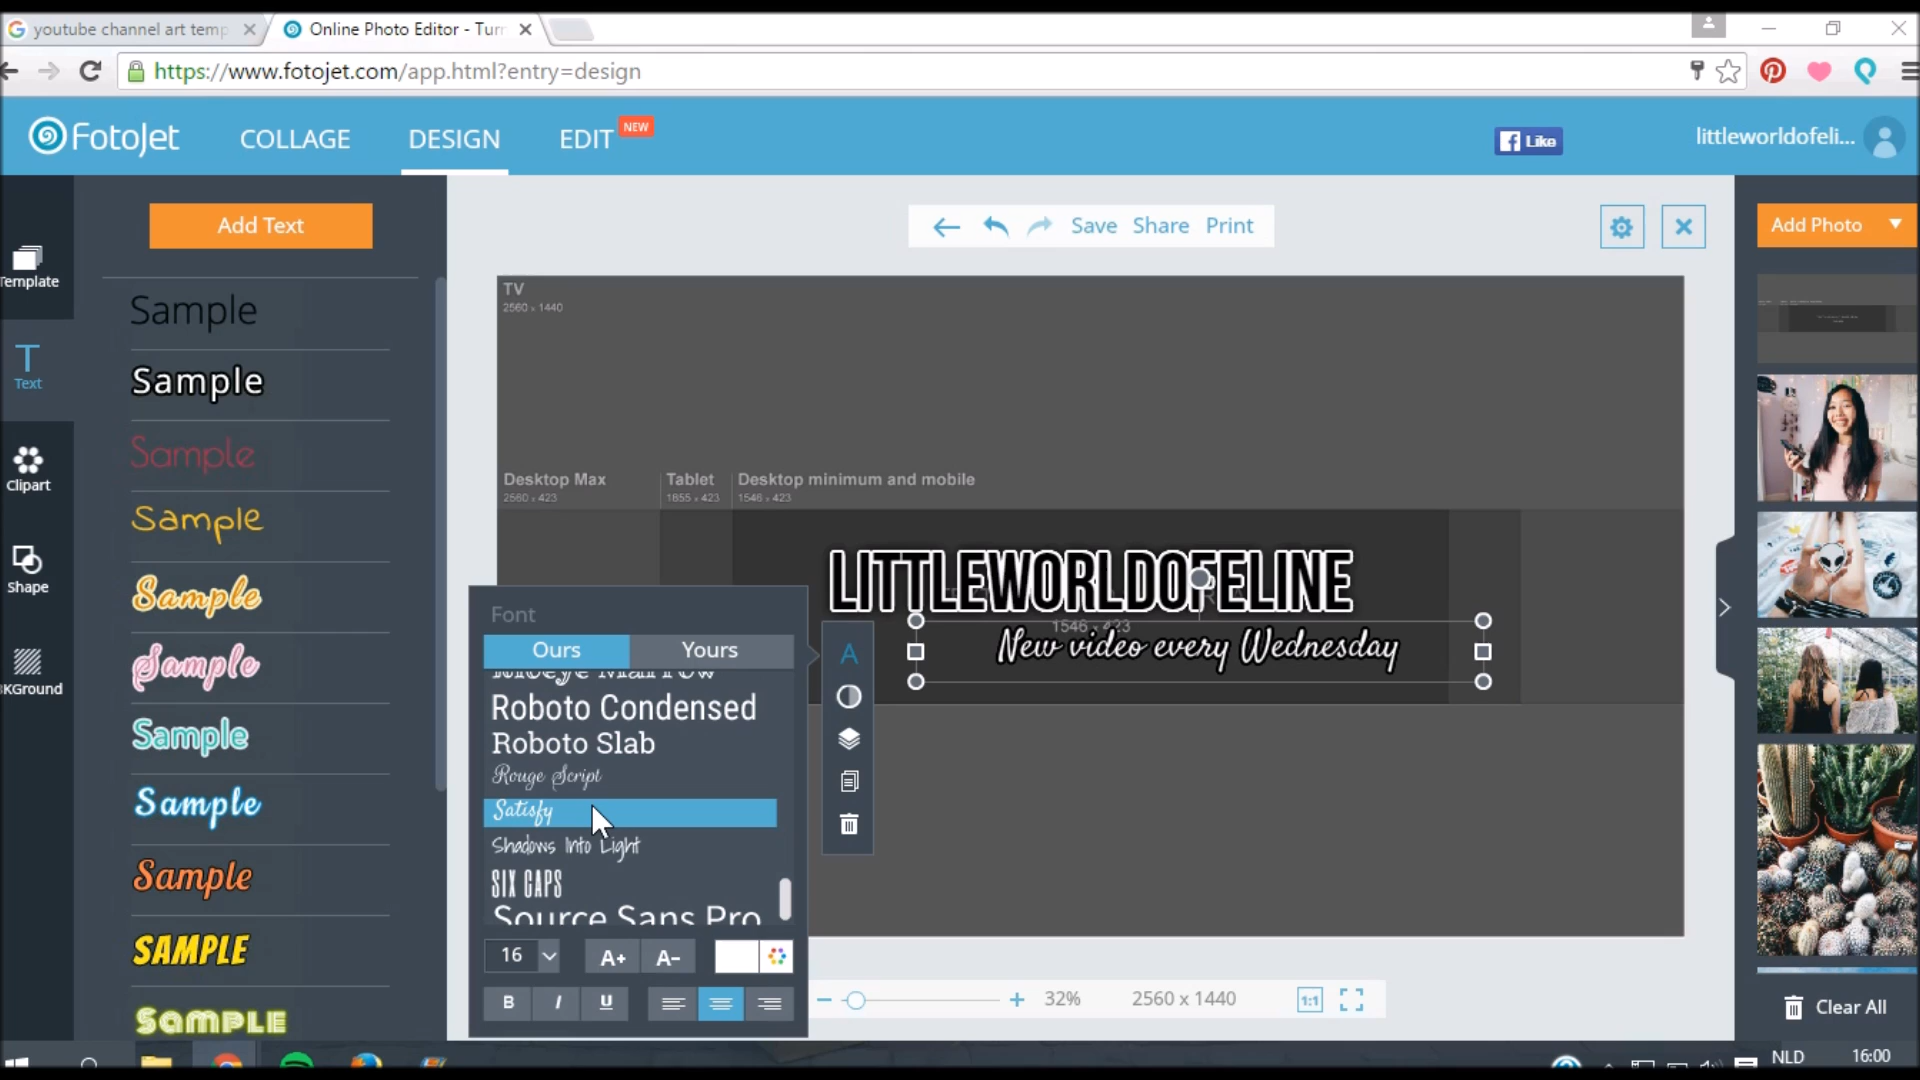 youtube channel art temp
Online Photo Editor - Turn
https://www.fotojet.com/app.html?entry=design
FotoJet
COLLAGE
DESIGN
EDIT
NEW
Like
littleworldofeli...
Add Text
Save
Share
Print
Add Photo
Template
Text
Clipart
Shape
KGround
Sample
Sample
Sample
Sample
Sample
Sample
Sample
Sample
Sample
SAMPLE
SAMPLE
TV
2560 x 1440
Desktop Max
2560 x 423
Tablet
1855 x 423
Desktop minimum and mobile
1546 x 423
LITTLEWORLDOFELINE
1546 x 423
New video every Wednesday
Font
Ours
Yours
Roboto Condensed
Roboto Slab
Rouge Script
Satisfy
Shadows Into Light
SIX CAPS
Source Sans Pro
16
A+
A-
B
I
U
A
32%
2560 x 1440
1:1
Clear All
NLD
16:00